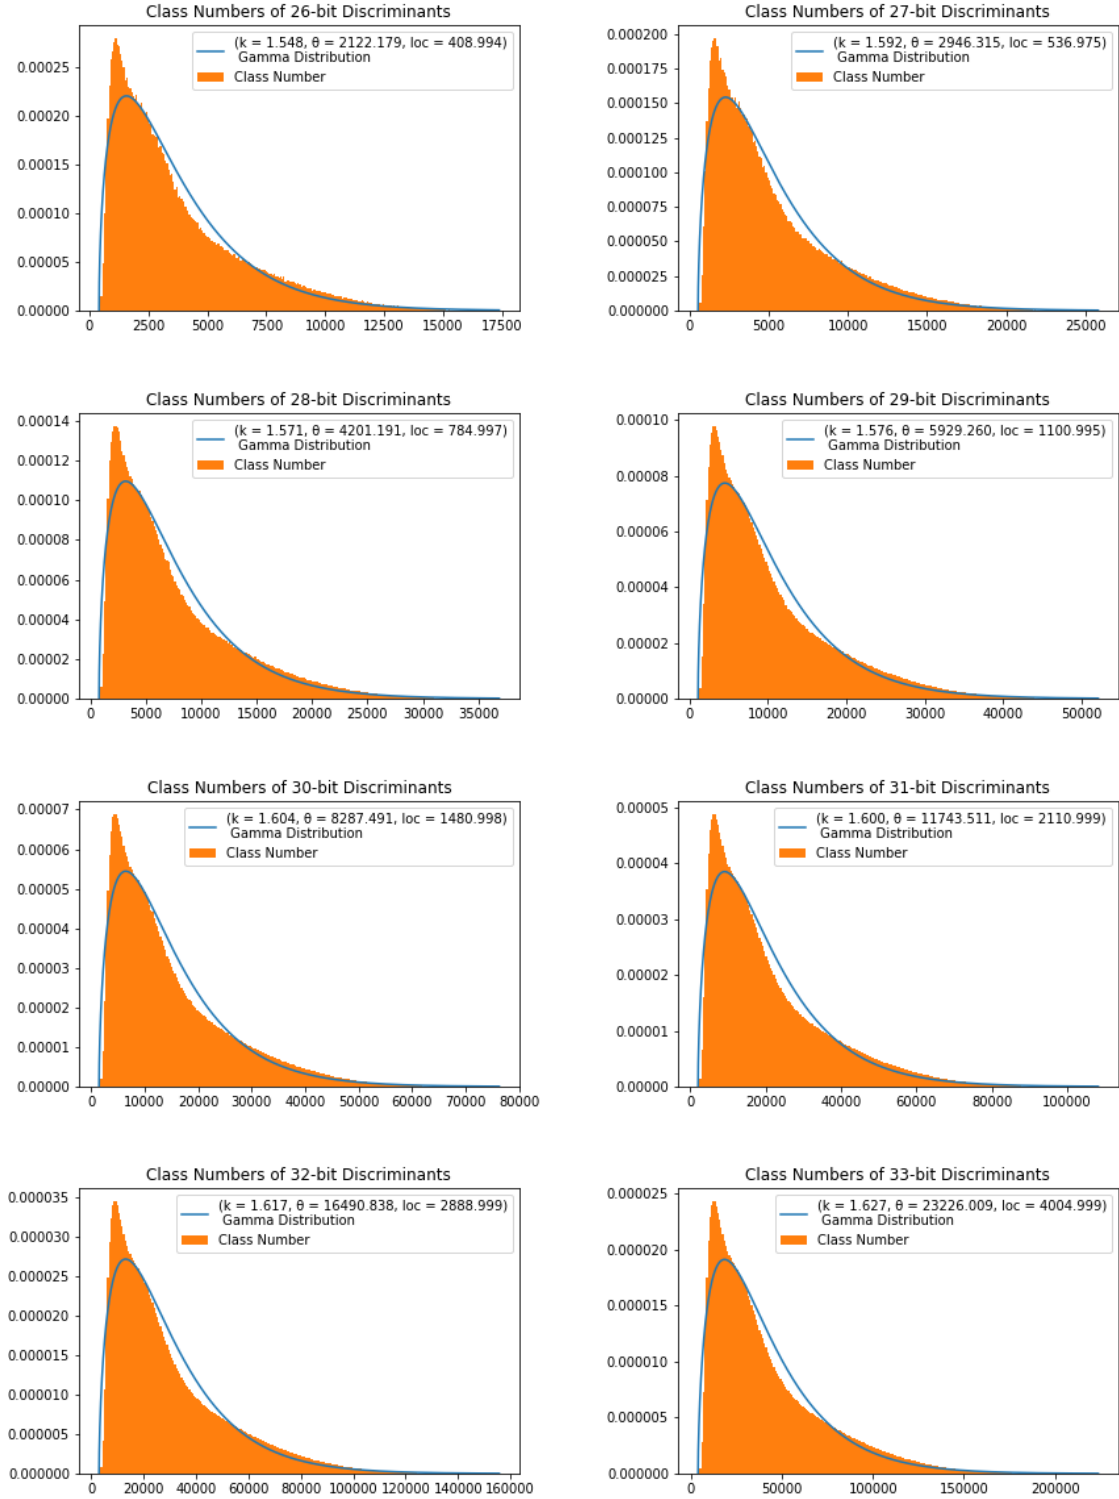 Class Numbers of 26-bit Discriminants
(k = 1.548, θ = 2122.179, loc = 408.994)
Gamma Distribution
Class Number
0.00025
0.00020
0.00015
0.00010
0.00005
0.00000
0 2500 5000 7500 10000 12500 15000 17500
Class Numbers of 27-bit Discriminants
(k = 1.592, θ = 2946.315, loc = 536.975)
Gamma Distribution
Class Number
0.000200
0.000175
0.000150
0.000125
0.000100
0.000075
0.000050
0.000025
0.000000
0 5000 10000 15000 20000 25000
Class Numbers of 28-bit Discriminants
(k = 1.571, θ = 4201.191, loc = 784.997)
Gamma Distribution
Class Number
0.00014
0.00012
0.00010
0.00008
0.00006
0.00004
0.00002
0.00000
0 5000 10000 15000 20000 25000 30000 35000
Class Numbers of 29-bit Discriminants
(k = 1.576, θ = 5929.260, loc = 1100.995)
Gamma Distribution
Class Number
0.00010
0.00008
0.00006
0.00004
0.00002
0.00000
0 10000 20000 30000 40000 50000
Class Numbers of 30-bit Discriminants
(k = 1.604, θ = 8287.491, loc = 1480.998)
Gamma Distribution
Class Number
0.00007
0.00006
0.00005
0.00004
0.00003
0.00002
0.00001
0.00000
0 10000 20000 30000 40000 50000 60000 70000 80000
Class Numbers of 31-bit Discriminants
(k = 1.600, θ = 11743.511, loc = 2110.999)
Gamma Distribution
Class Number
0.00005
0.00004
0.00003
0.00002
0.00001
0.00000
0 20000 40000 60000 80000 100000
Class Numbers of 32-bit Discriminants
(k = 1.617, θ = 16490.838, loc = 2888.999)
Gamma Distribution
Class Number
0.000035
0.000030
0.000025
0.000020
0.000015
0.000010
0.000005
0.000000
0 20000 40000 60000 80000 100000 120000 140000 160000
Class Numbers of 33-bit Discriminants
(k = 1.627, θ = 23226.009, loc = 4004.999)
Gamma Distribution
Class Number
0.000025
0.000020
0.000015
0.000010
0.000005
0.000000
0 50000 100000 150000 200000